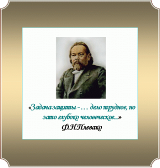 «Задача защиты - … дело трудное, но
зато глубоко человеческое...»
Ф.Н.Плевако